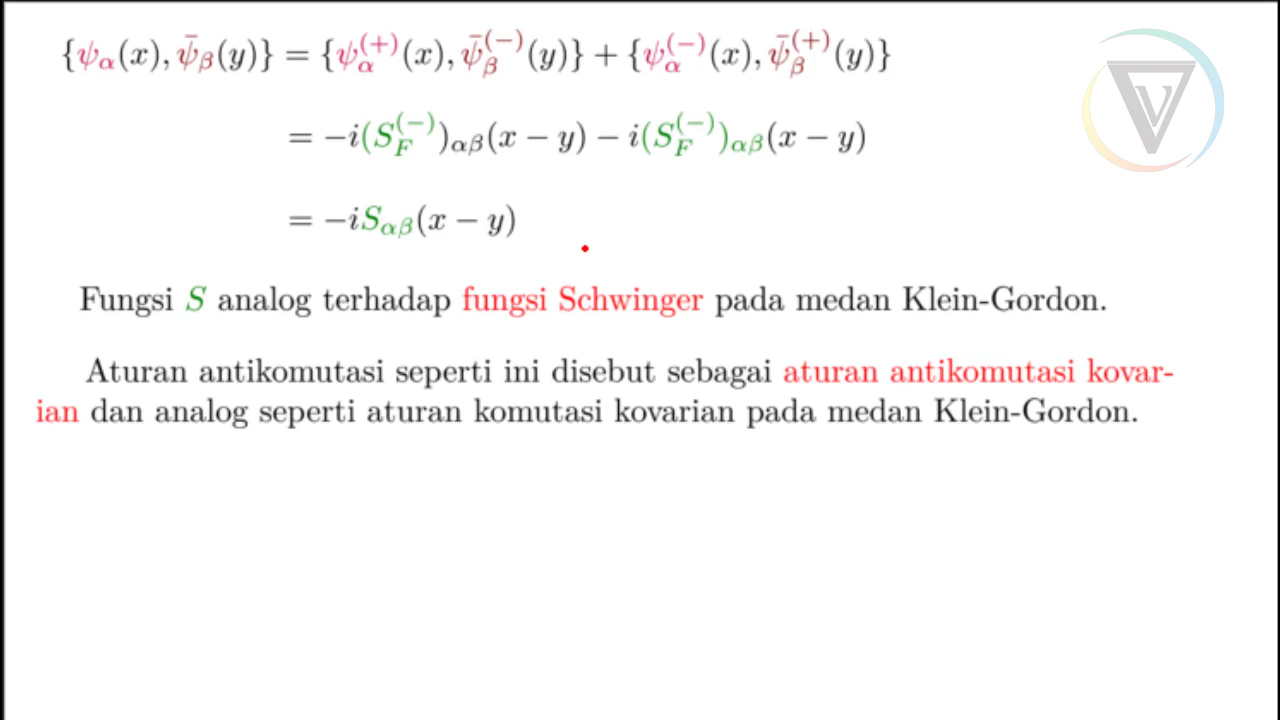 {ψ_α(x), ψ̄_β(y)} = {ψ_α^(+)(x), ψ̄_β^(−)(y)} + {ψ_α^(−)(x), ψ̄_β^(+)(y)}
= −i(S_F^(−))_αβ(x − y) − i(S_F^(−))_αβ(x − y)
= −iS_αβ(x − y)
Fungsi S analog terhadap fungsi Schwinger pada medan Klein-Gordon.
Aturan antikomutasi seperti ini disebut sebagai aturan antikomutasi kovar-
ian dan analog seperti aturan komutasi kovarian pada medan Klein-Gordon.